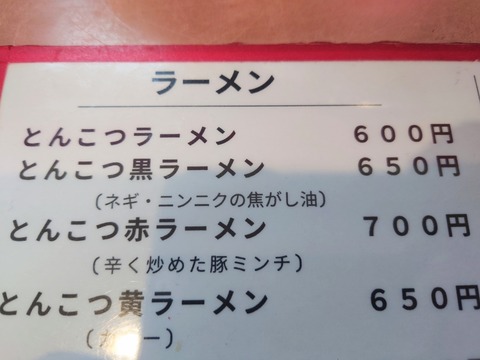 ラーメン
とんこつラーメン 600円
とんこつ黒ラーメン 650円
(ネギ・ニンニクの焦がし油)
とんこつ赤ラーメン 700円
(辛く炒めた豚ミンチ)
とんこつ黄ラーメン 650円